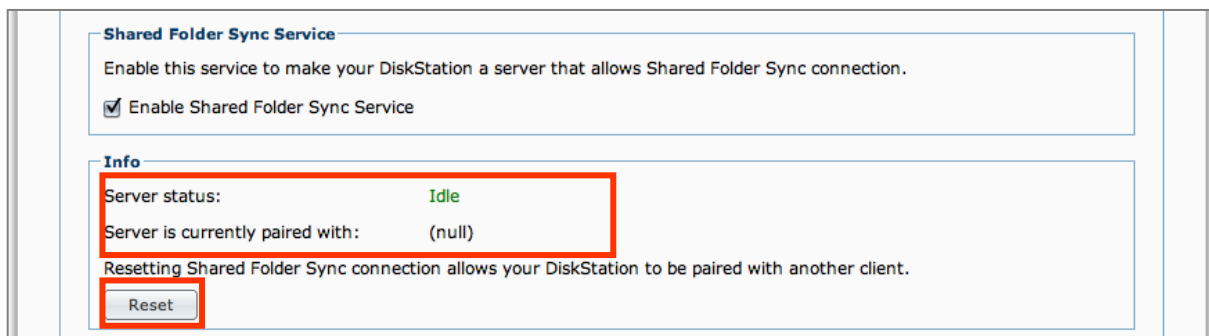 Shared Folder Sync Service
Enable this service to make your DiskStation a server that allows Shared Folder Sync connection.
Enable Shared Folder Sync Service
Info
Server status: Idle
Server is currently paired with: (null)
Resetting Shared Folder Sync connection allows your DiskStation to be paired with another client.
Reset